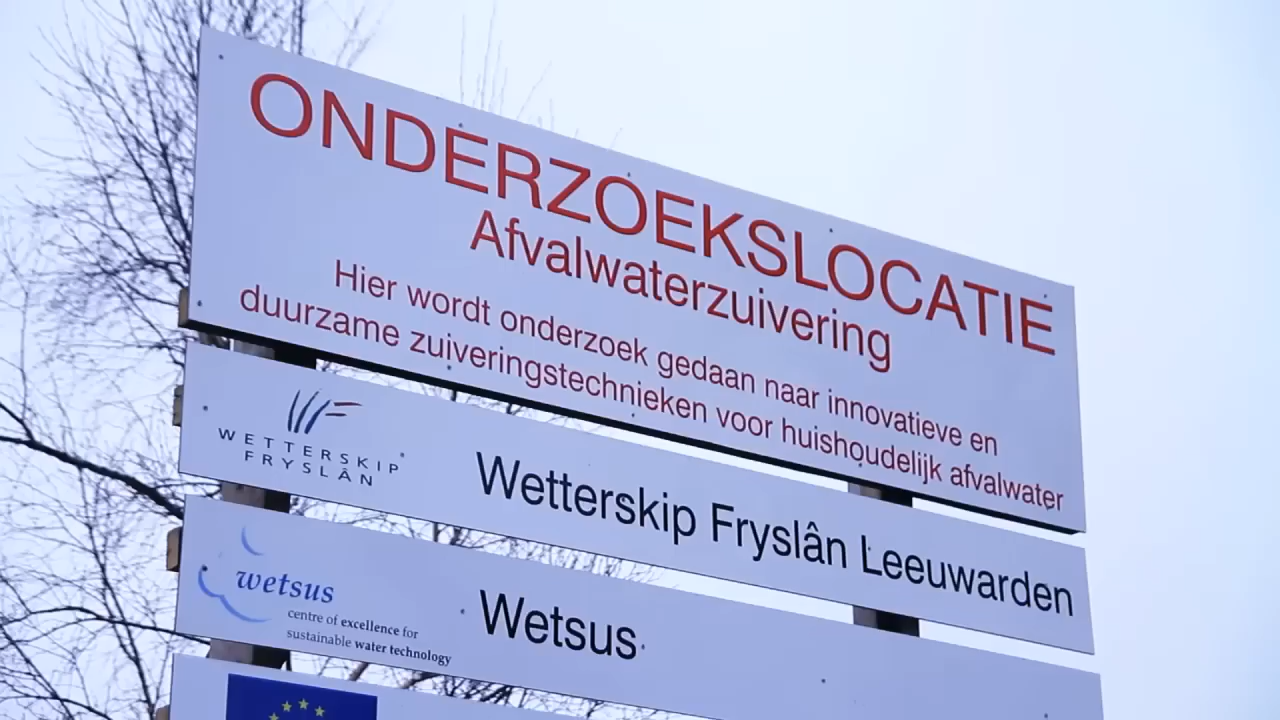 ONDERZOEKSLOCATIE
Afvalwaterzuivering
Hier wordt onderzoek gedaan naar innovatieve en
duurzame zuiveringstechnieken voor huishoudelijk afvalwater
WETTERSKIP
FRYSLÂN
Wetterskip Fryslân Leeuwarden
wetsus
centre of excellence for
sustainable water technology
Wetsus